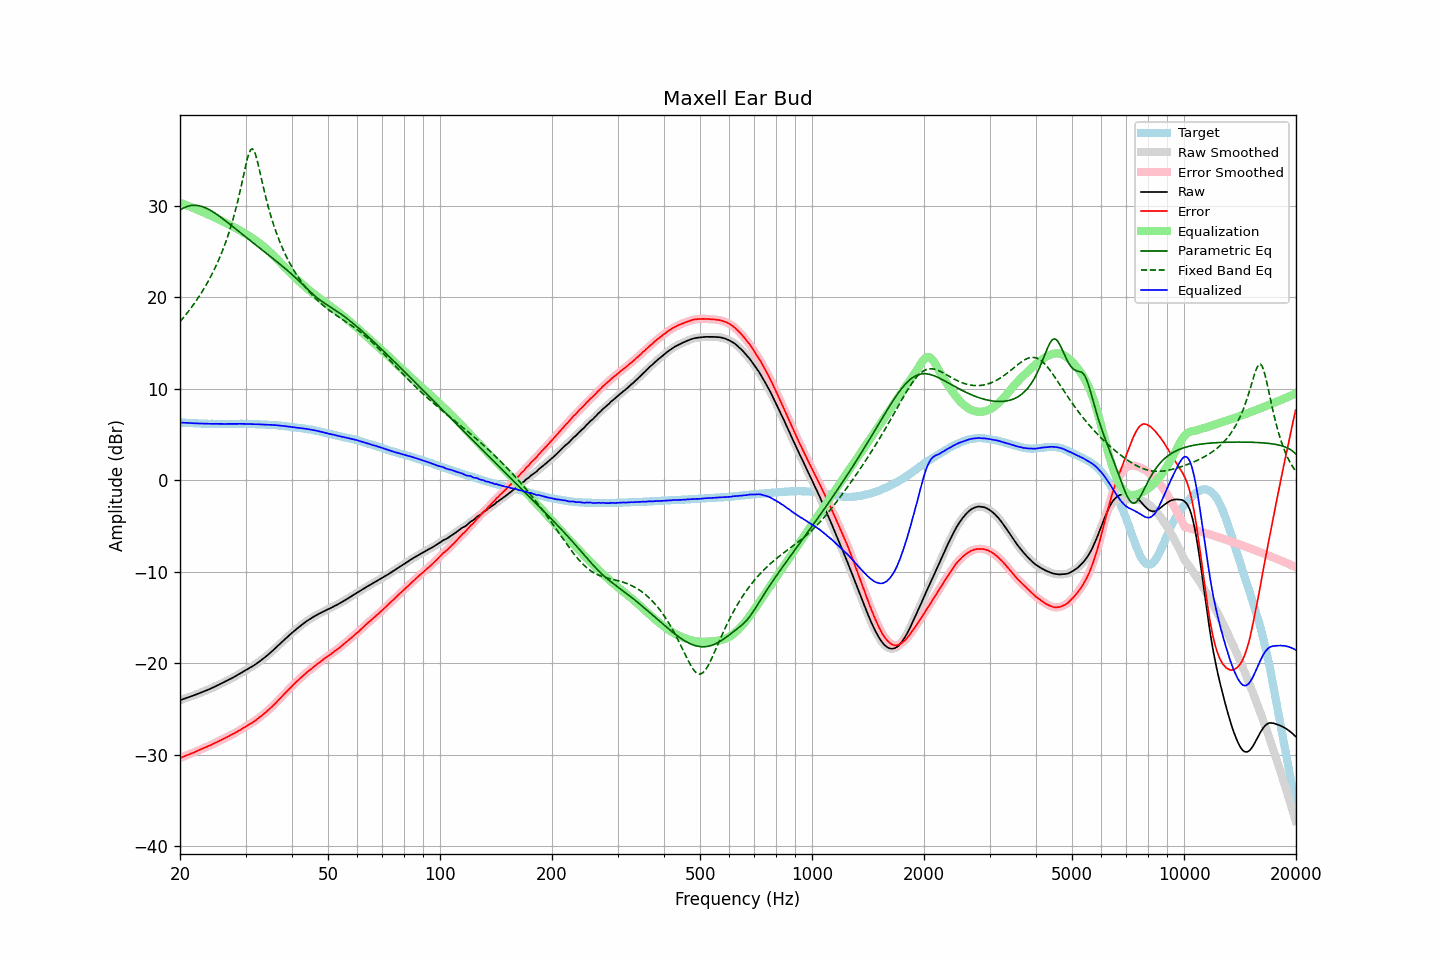 Maxell Ear Bud
Amplitude (dBr)
30
20
10
0
−10
−20
−30
−40
Target
Raw Smoothed
Error Smoothed
Raw
Error
Equalization
Parametric Eq
Fixed Band Eq
Equalized
20 50 100 200 500 1000 2000 5000 10000 20000
Frequency (Hz)